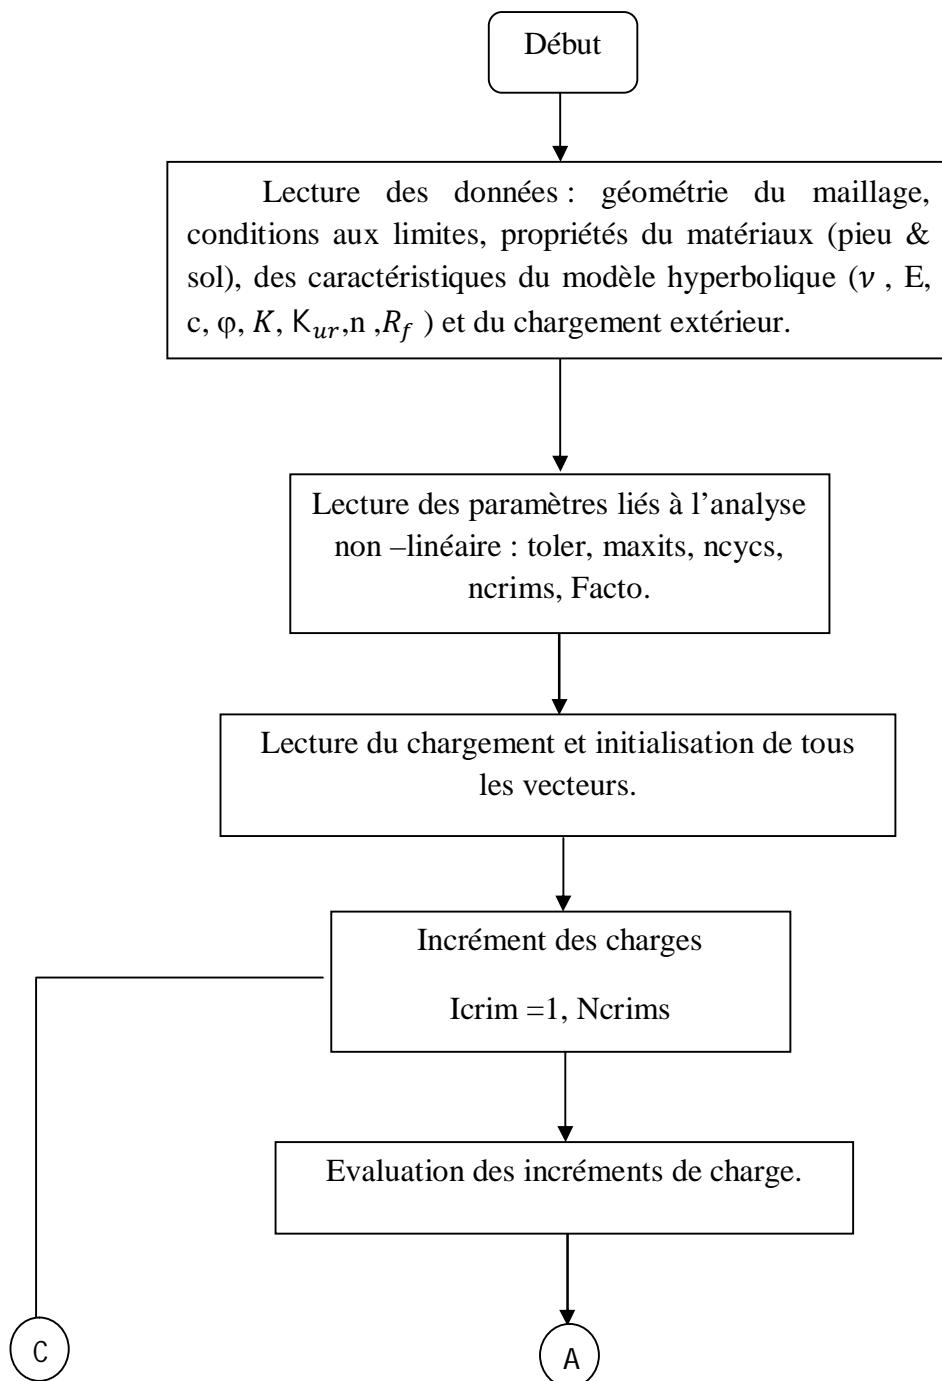 Début
Lecture des données : géométrie du maillage,
conditions aux limites, propriétés du matériaux (pieu &
sol), des caractéristiques du modèle hyperbolique (ν , E,
c, φ, K, K_ur,n ,R_f ) et du chargement extérieur.
Lecture des paramètres liés à l’analyse
non –linéaire : toler, maxits, ncycs,
ncrims, Facto.
Lecture du chargement et initialisation de tous
les vecteurs.
Incrément des charges
Icrim =1, Ncrims
Evaluation des incréments de charge.
C
A